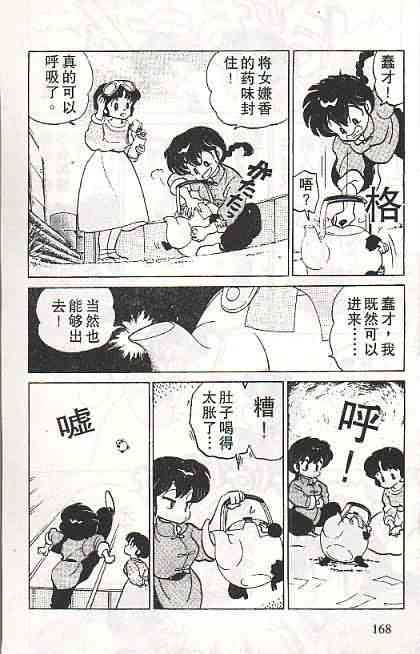 蠢才！
唔？
格
将女嫌香
的药味封
住！
真的可以
呼吸了。
蠢才，我
既然可以
进来……
当然也
能够出
去！
呼！
糟！
肚子喝得
太胀了…
嘘
168